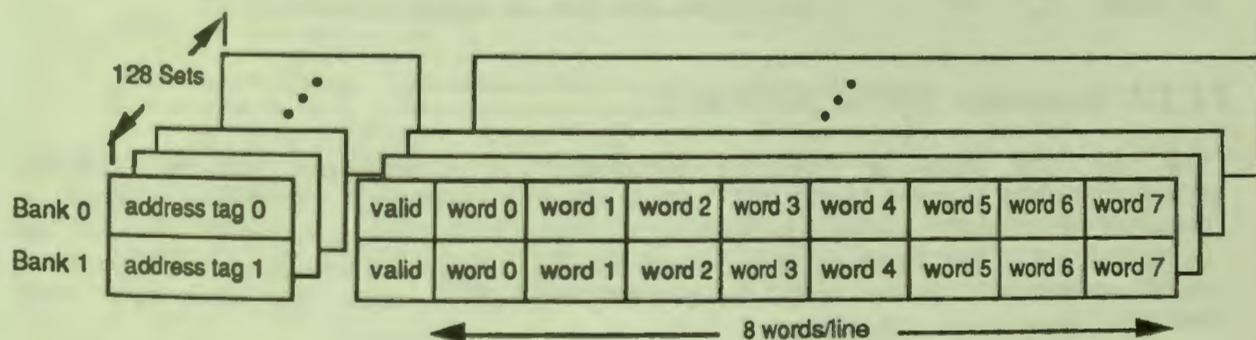 128 Sets
Bank 0 address tag 0 valid word 0 word 1 word 2 word 3 word 4 word 5 word 6 word 7
Bank 1 address tag 1 valid word 0 word 1 word 2 word 3 word 4 word 5 word 6 word 7
8 words/line